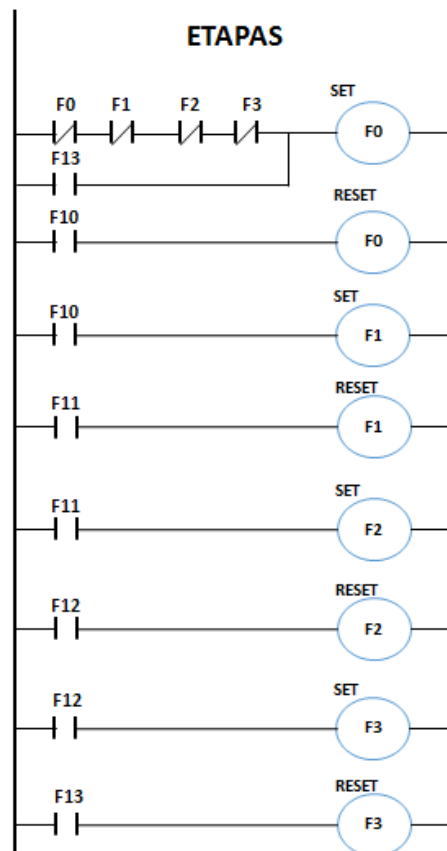 ETAPAS
SET
F0 F1 F2 F3 F0
F13
RESET
F10 F0
SET
F10 F1
RESET
F11 F1
SET
F11 F2
RESET
F12 F2
SET
F12 F3
RESET
F13 F3